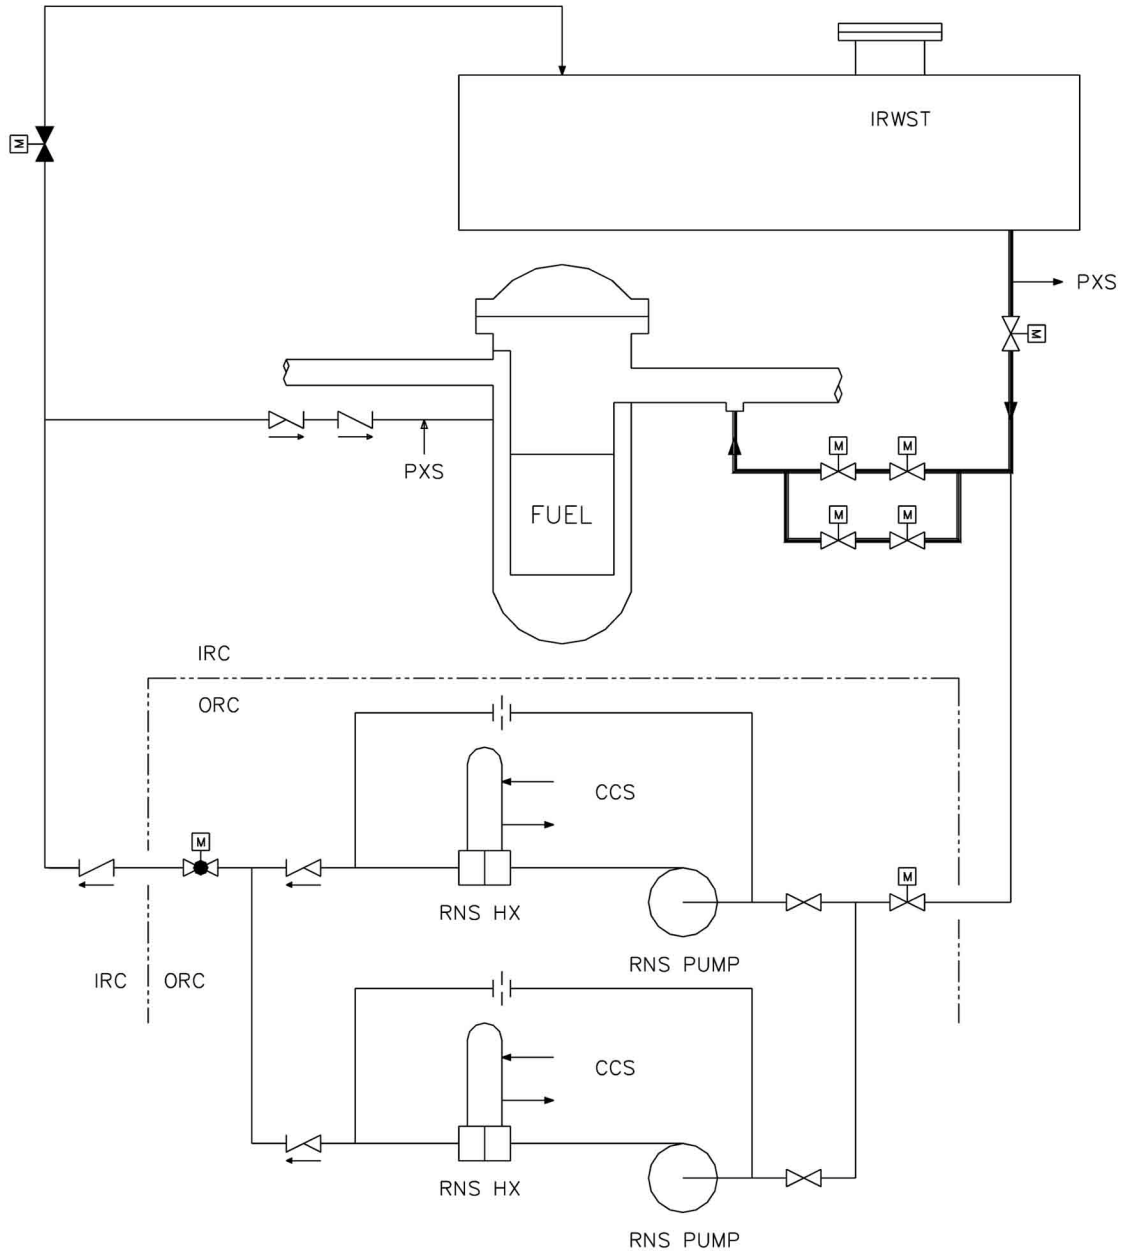 M
IRWST
PXS
M
M
M
PXS
FUEL
M
M
IRC
ORC
CCS
M
M
RNS HX
RNS PUMP
IRC
ORC
CCS
RNS HX
RNS PUMP